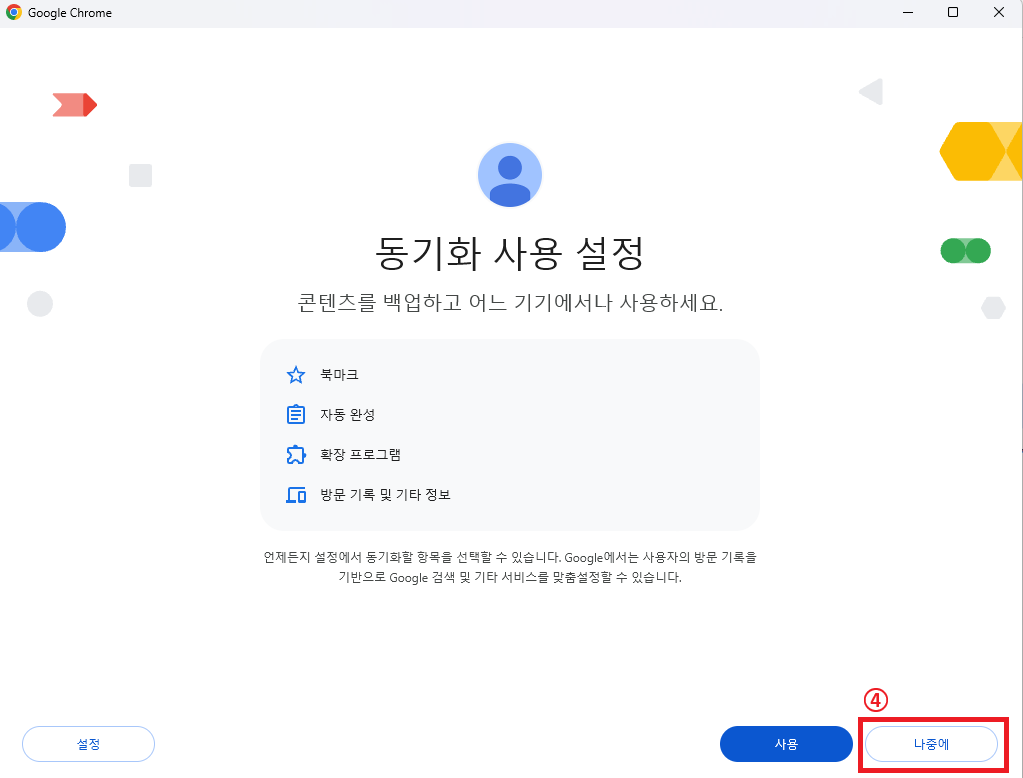 Google Chrome
동기화 사용 설정
콘텐츠를 백업하고 어느 기기에서나 사용하세요.
북마크
자동 완성
확장 프로그램
방문 기록 및 기타 정보
언제든지 설정에서 동기화할 항목을 선택할 수 있습니다. Google에서는 사용자의 방문 기록을
기반으로 Google 검색 및 기타 서비스를 맞춤설정할 수 있습니다.
④
설정
사용
나중에